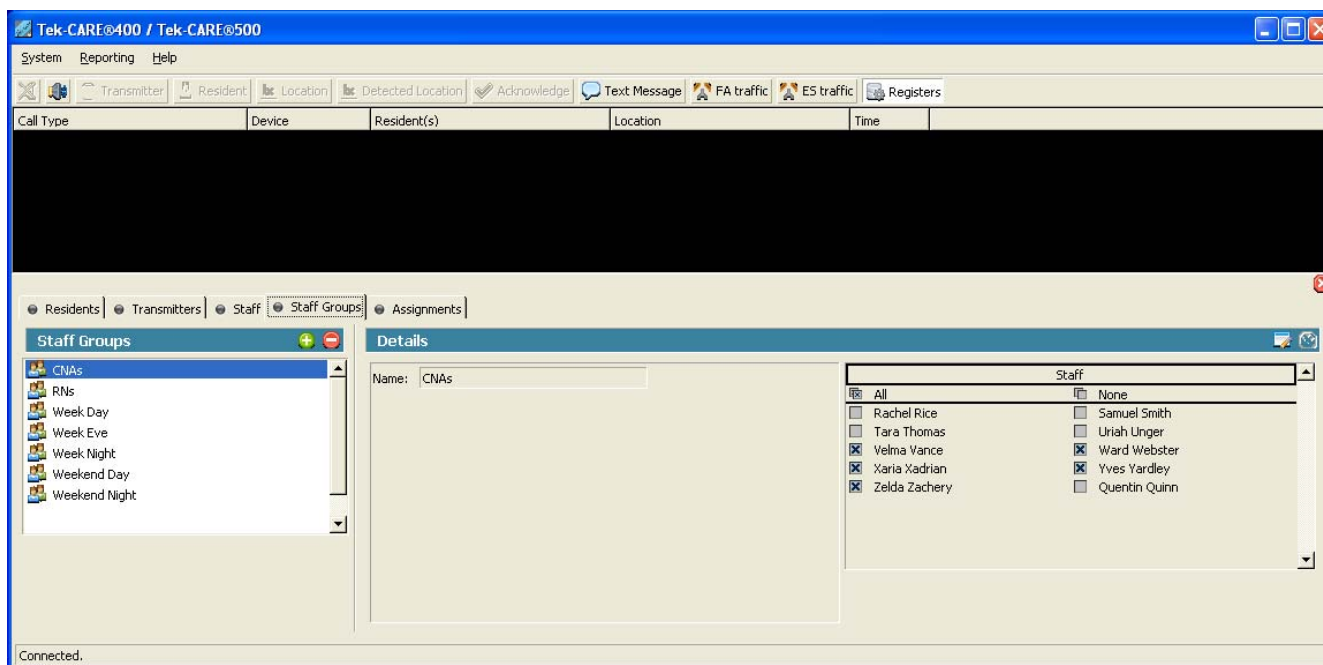 Tek-CARE®400 / Tek-CARE®500
System Reporting Help
Transmitter Resident Location Detected Location Acknowledge Text Message FA traffic ES traffic Registers
Call Type Device Resident(s) Location Time
Residents Transmitters Staff Staff Groups Assignments
Staff Groups
CNAs
RNs
Week Day
Week Eve
Week Night
Weekend Day
Weekend Night
Details
Name: CNAs
Staff
All None
Rachel Rice Samuel Smith
Tara Thomas Uriah Unger
Velma Vance Ward Webster
Xaria Xadrian Yves Yardley
Zelda Zachery Quentin Quinn
Connected.